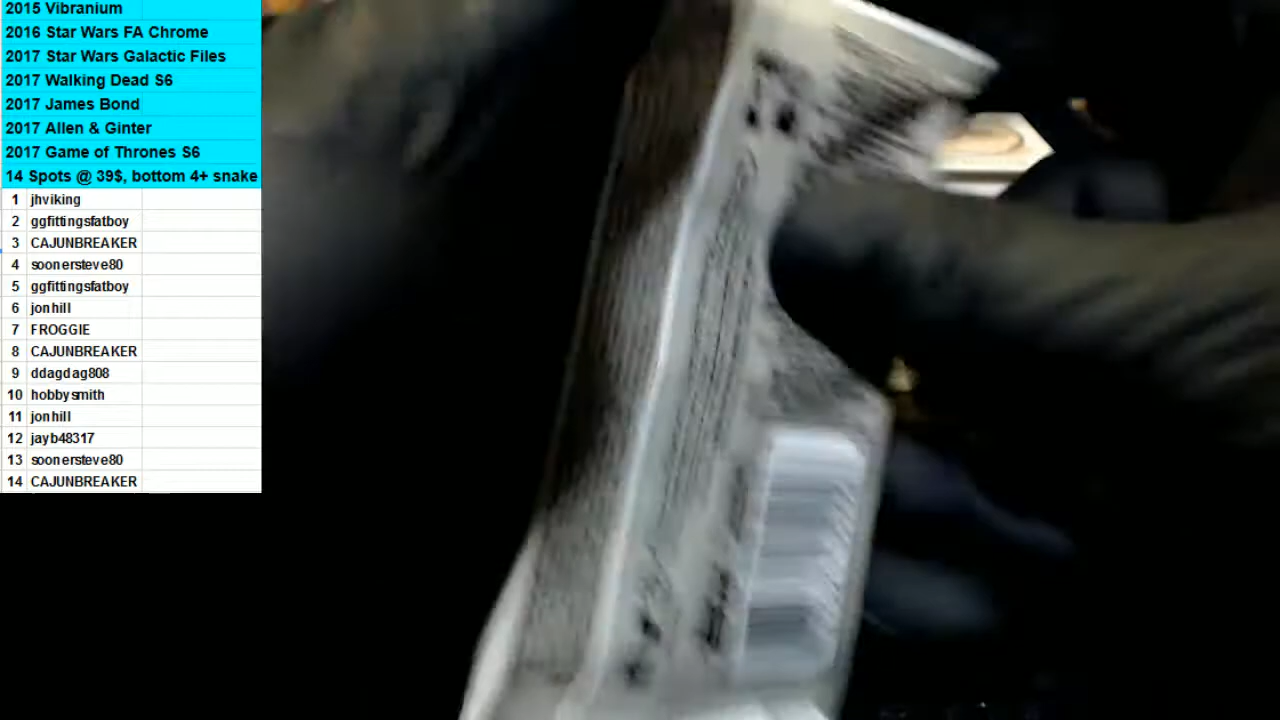 2015 Vibranium
2016 Star Wars FA Chrome
2017 Star Wars Galactic Files
2017 Walking Dead S6
2017 James Bond
2017 Allen & Ginter
2017 Game of Thrones S6
14 Spots @ 39$, bottom 4+ snake
1 jhviking
2 ggfittingsfatboy
3 CAJUNBREAKER
4 soonersteve80
5 ggfittingsfatboy
6 jonhill
7 FROGGIE
8 CAJUNBREAKER
9 ddagdag808
10 hobbysmith
11 jonhill
12 jayb48317
13 soonersteve80
14 CAJUNBREAKER